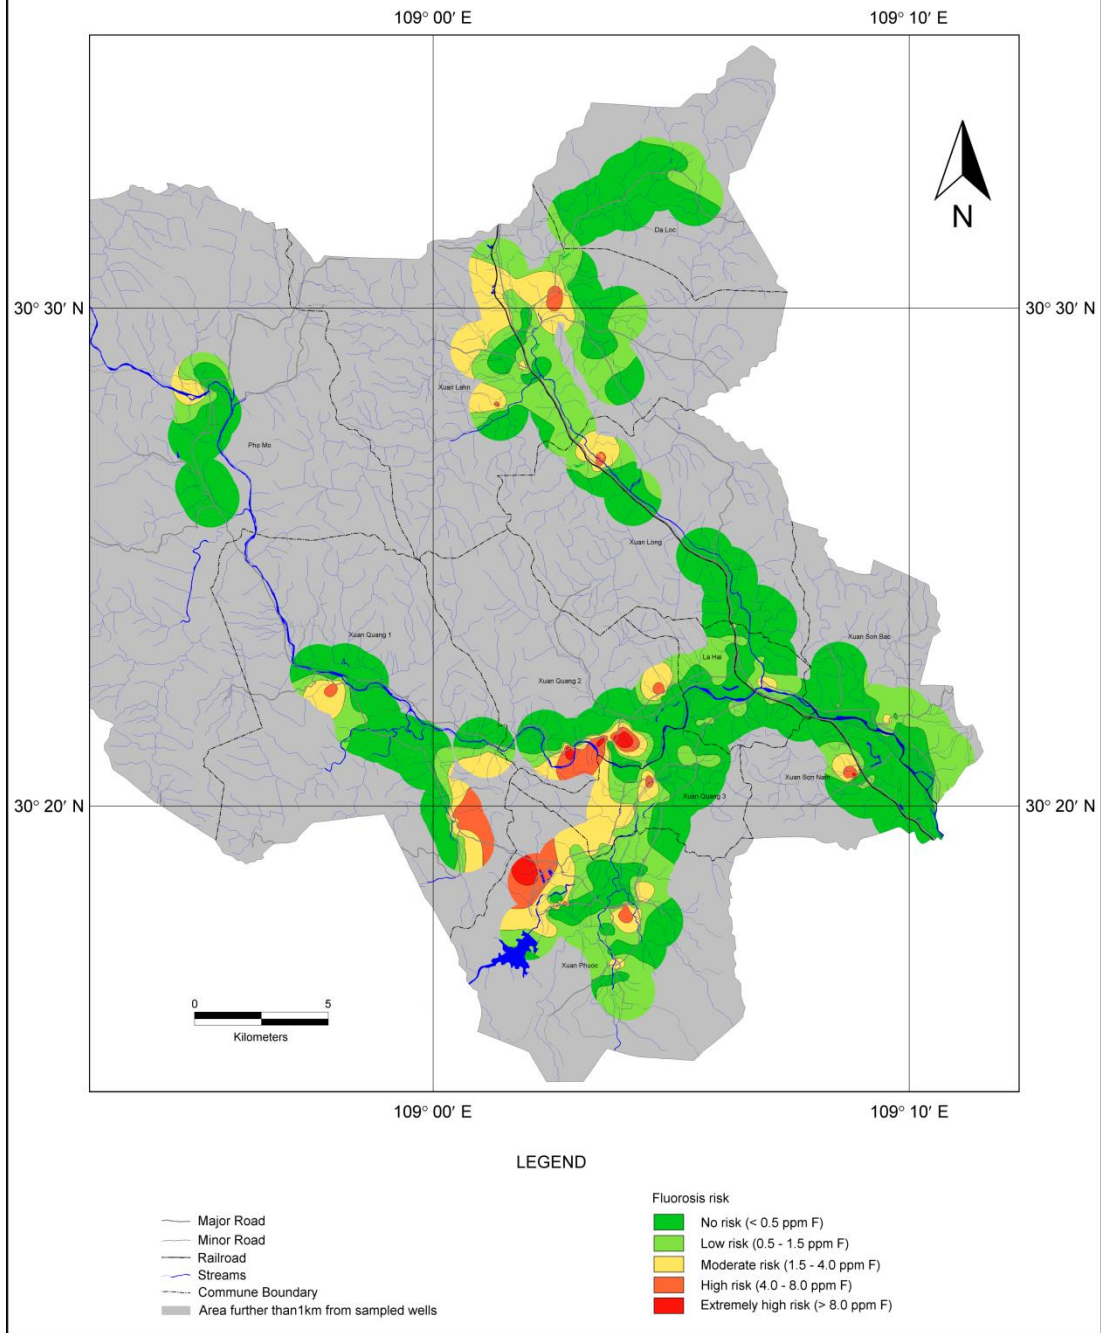 109° 00′ E
109° 10′ E
N
Da Loc
30° 30′ N
30° 30′ N
Xuan Lahn
Pho Mo
Xuan Long
Xuan Quang 1
Xuan Son Bac
La Hai
Xuan Quang 2
Xuan Son Nam
Xuan Quang 3
30° 20′ N
30° 20′ N
Xuan Phuoc
0
5
Kilometers
109° 00′ E
109° 10′ E
LEGEND
Fluorosis risk
Major Road
Minor Road
Railroad
Streams
Commune Boundary
Area further than1km from sampled wells
No risk (< 0.5 ppm F)
Low risk (0.5 - 1.5 ppm F)
Moderate risk (1.5 - 4.0 ppm F)
High risk (4.0 - 8.0 ppm F)
Extremely high risk (> 8.0 ppm F)